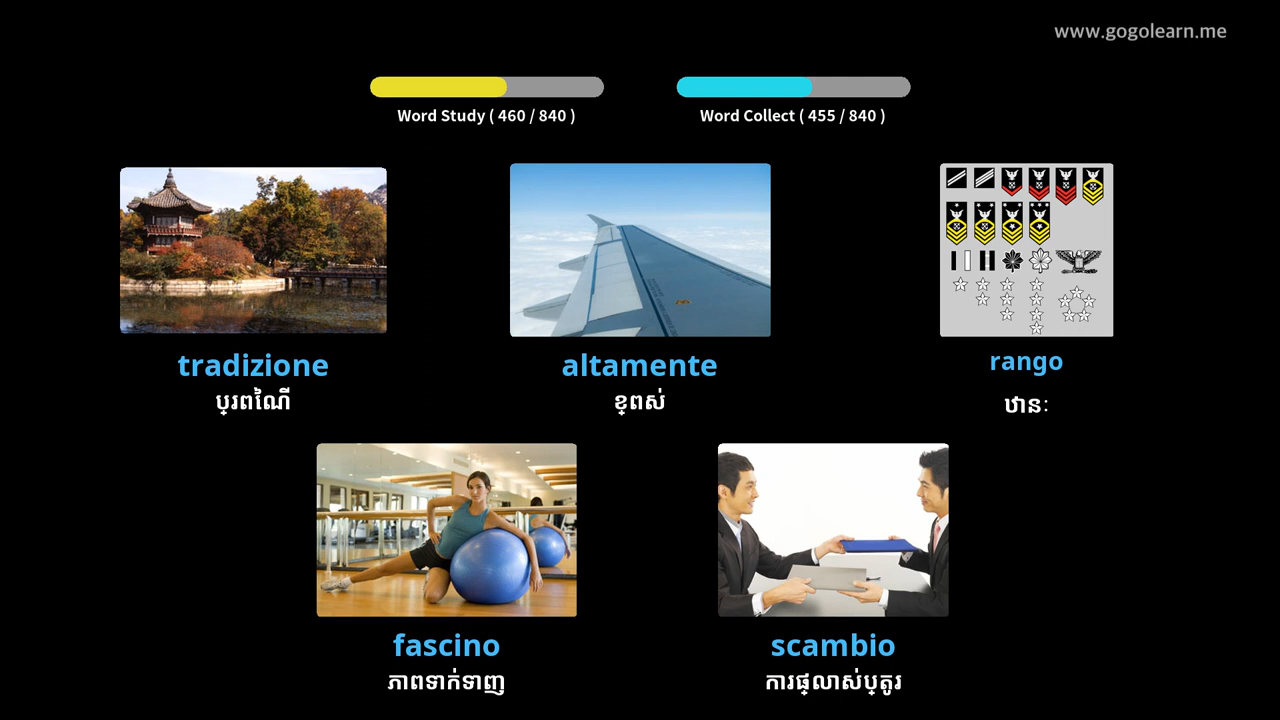 www.gogolearn.me
Word Study ( 460 / 840 )
Word Collect ( 455 / 840 )
tradizione
ប្រពៃណី
altamente
ខ្ពស់
rango
ឋានៈ
fascino
ភាពទាក់ទាញ
scambio
ការផ្លាស់ប្តូរ